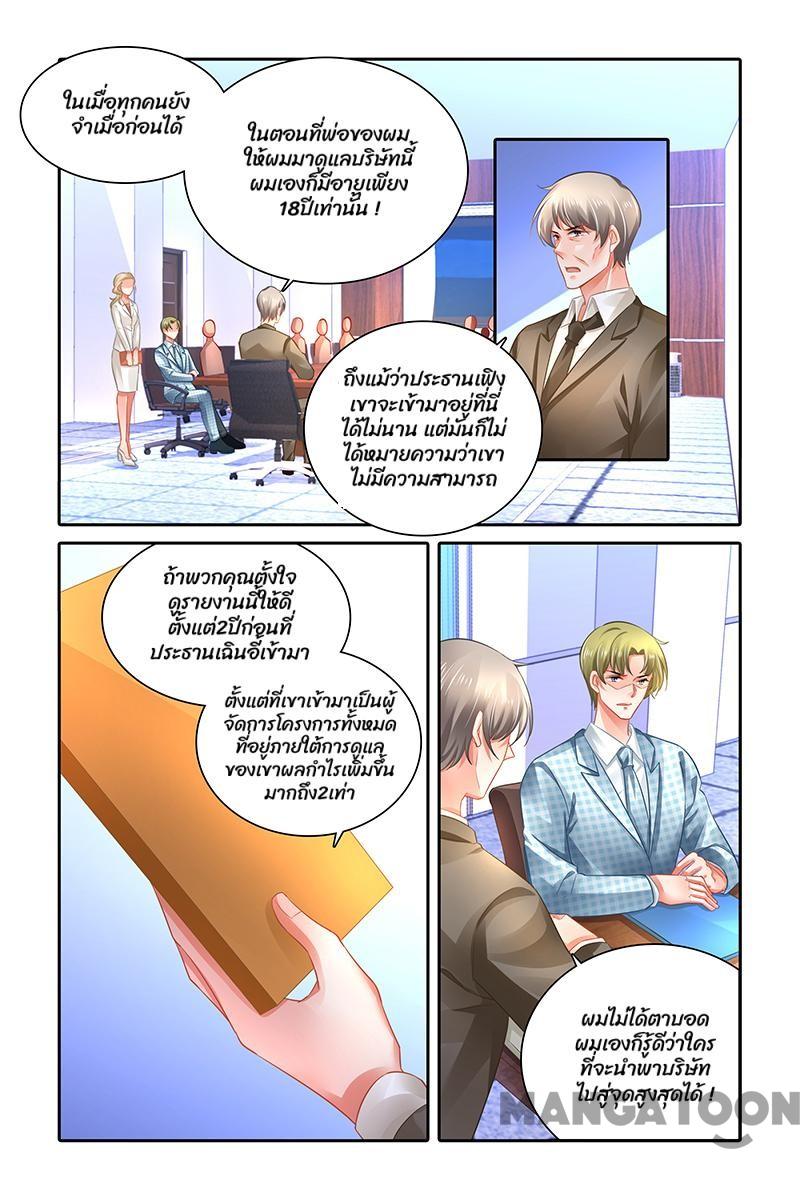 ในเมื่อทุกคนยัง
จำเมื่อก่อนได้
ในตอนที่พ่อของผม
ให้ผมมาดูแลบริษัทนี้
ผมเองก็มีอายุเพียง
18ปีเท่านั้น !
ถึงแม้ว่าประธานเฟิง
เขาจะเข้ามาอยู่ที่นี่
ได้ไม่นาน แต่มันก็ไม่
ได้หมายความว่าเขา
ไม่มีความสามารถ
ถ้าพวกคุณตั้งใจ
ดูรายงานนี้ให้ดี
ตั้งแต่2ปีก่อนที่
ประธานเฉินอี้เข้ามา
ตั้งแต่ที่เขาเข้ามาเป็นผู้
จัดการโครงการทั้งหมด
ที่อยู่ภายใต้การดูแล
ของเขาผลกำไรเพิ่มขึ้น
มากถึง2เท่า
ผมไม่ได้ตาบอด
ผมเองก็รู้ดีว่าใคร
ที่จะนำพาบริษัท
ไปสู่จุดสูงสุดได้ !
MANGATOON